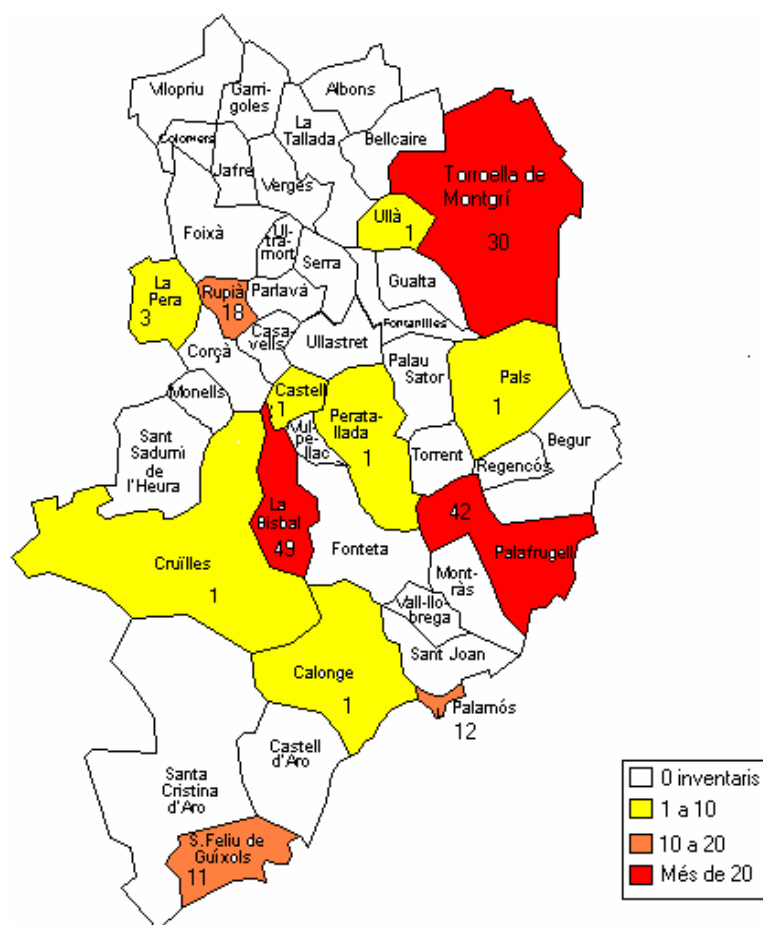 Vilopriu
Garri-
goles
Albons
La
Tallada
Colomers
Bellcaire
Jafre
Verges
Torroella de
Montgrí
30
Ullà
1
Foixà
Ul-
tra-
mort
Serra
Gualta
La
Pera
3
Rupià
18
Parlavà
Fontanilles
Corçà
Casa-
vells
Ullastret
Palau
Sator
Pals
1
Monells
Castell
1
Perata-
llada
1
Vul-
pe-
llac
Begur
Sant
Sadurní
de
l'Heura
Torrent
Regencós
La
Bisbal
49
42
Palafrugell
Fonteta
Cruïlles
1
Mont-
ràs
Vall-llo-
brega
Sant Joan
Calonge
1
Palamós
12
Castell
d'Aro
Santa
Cristina
d'Aro
S.Feliu de
Guíxols
11
0 inventaris
1 a 10
10 a 20
Més de 20